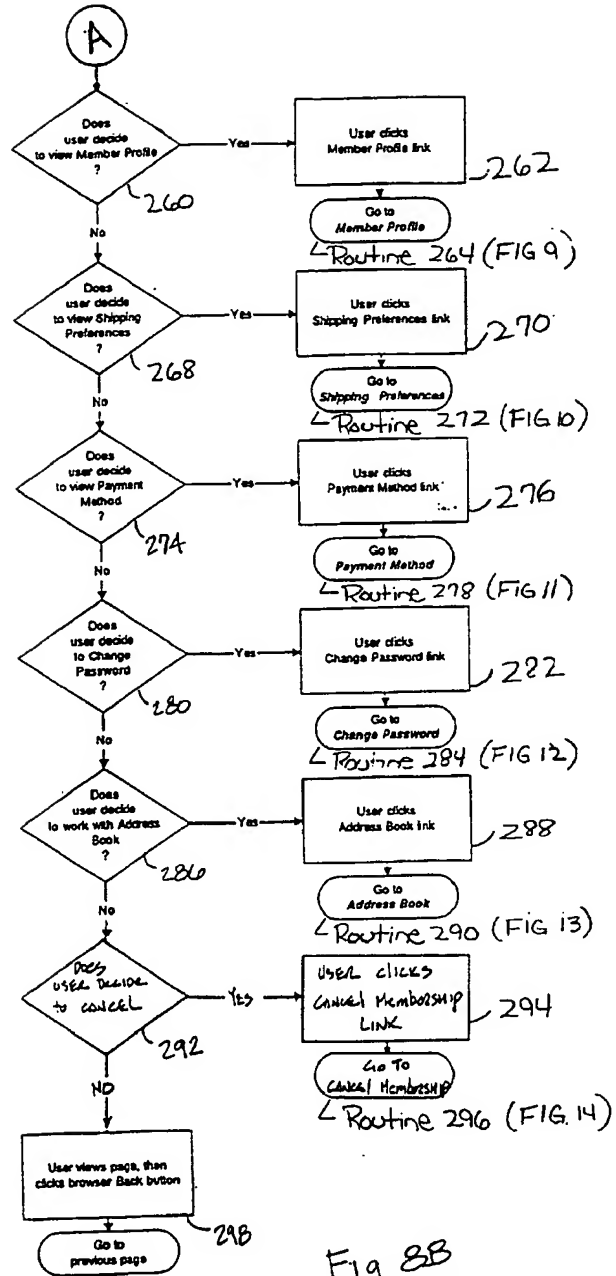 A
Does
user decide
to view Member Profile
?
260
Yes
User clicks
Member Profile link
262
Go to
Member Profile
Routine 264 (FIG 9)
No
Does
user decide
to view Shipping
Preferences
?
268
Yes
User clicks
Shipping Preferences link
270
Go to
Shipping Preferences
Routine 272 (FIG 10)
No
Does
user decide
to view Payment
Method
?
274
Yes
User clicks
Payment Method link
276
Go to
Payment Method
Routine 278 (FIG 11)
No
Does
user decide
to Change
Password
?
280
Yes
User clicks
Change Password link
282
Go to
Change Password
Routine 284 (FIG 12)
No
Does
user decide
to work with Address
Book
?
286
Yes
User clicks
Address Book link
288
Go to
Address Book
Routine 290 (FIG 13)
No
DOES
USER DECIDE
to CANCEL
292
YES
USER clicks
CANCEL MEMBERSHIP
LINK
294
Go To
CANCEL Membership
Routine 296 (FIG. 14)
NO
User views page, then
clicks browser Back button
298
Go to
previous page
Fig 8B